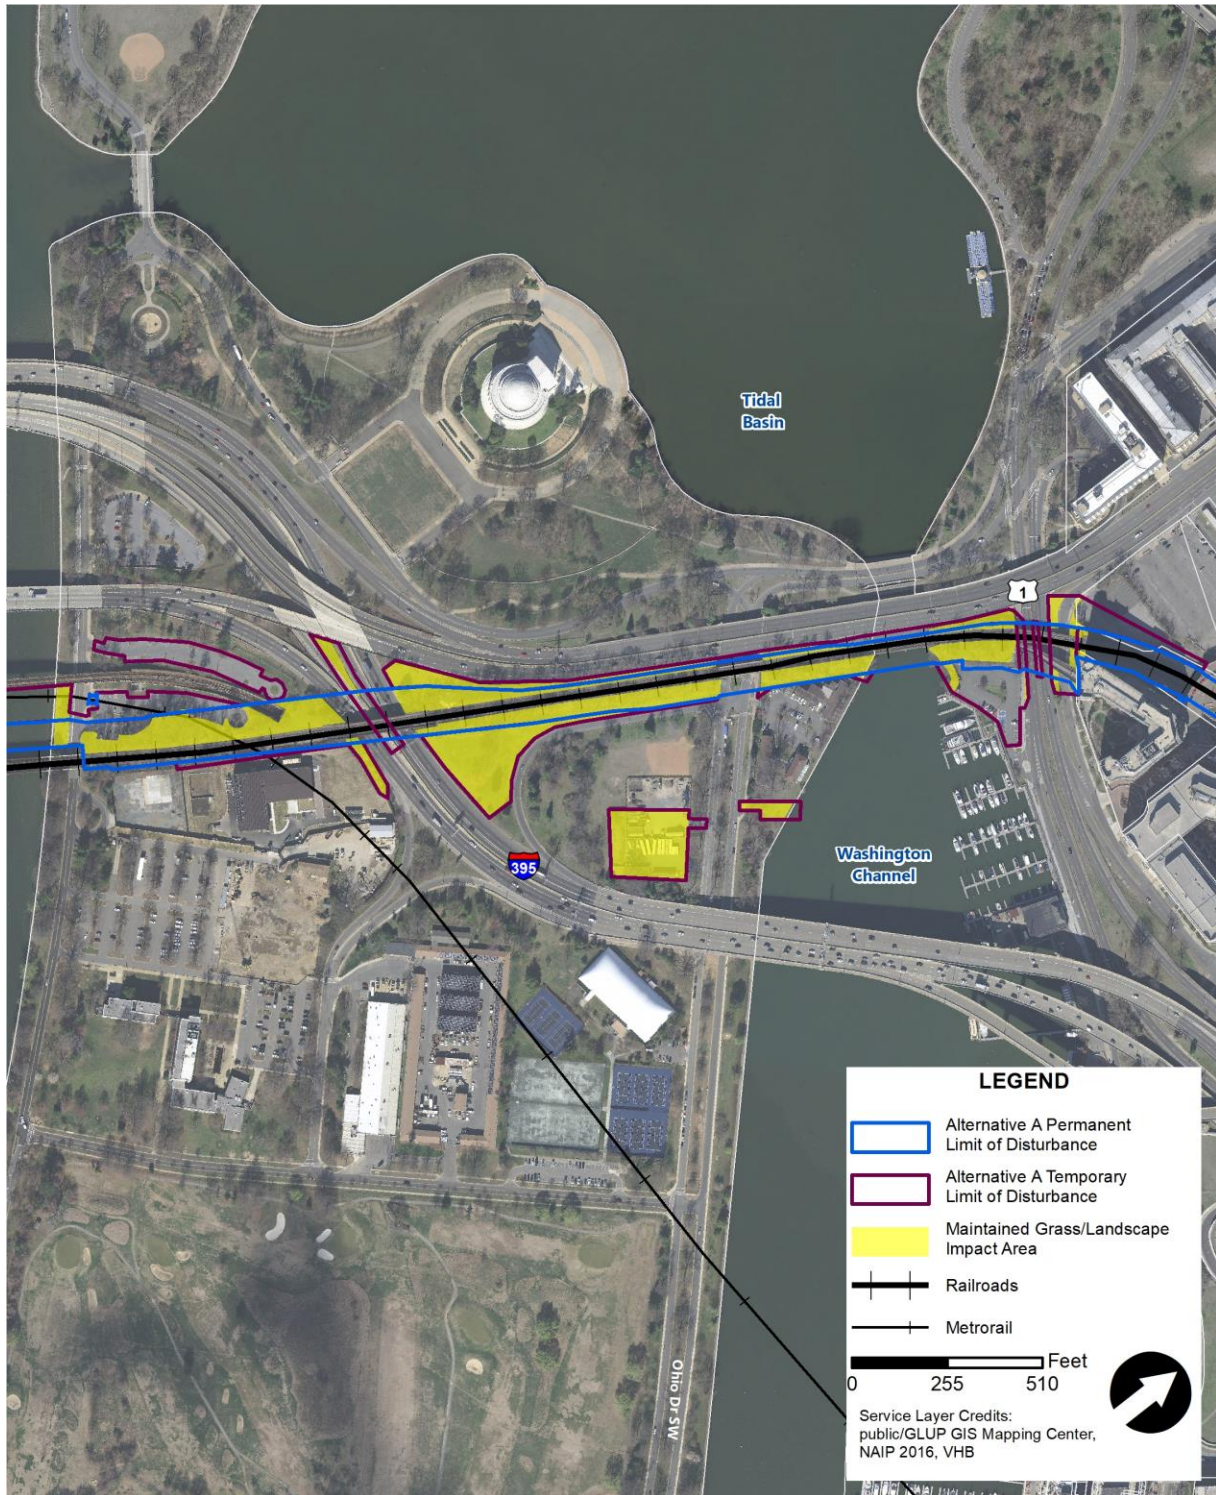 Tidal
Basin
1
395
Washington
Channel
Ohio Dr SW
LEGEND
Alternative A Permanent
Limit of Disturbance
Alternative A Temporary
Limit of Disturbance
Maintained Grass/Landscape
Impact Area
Railroads
Metrorail
Feet
0 255 510
Service Layer Credits:
public/GLUP GIS Mapping Center,
NAIP 2016, VHB